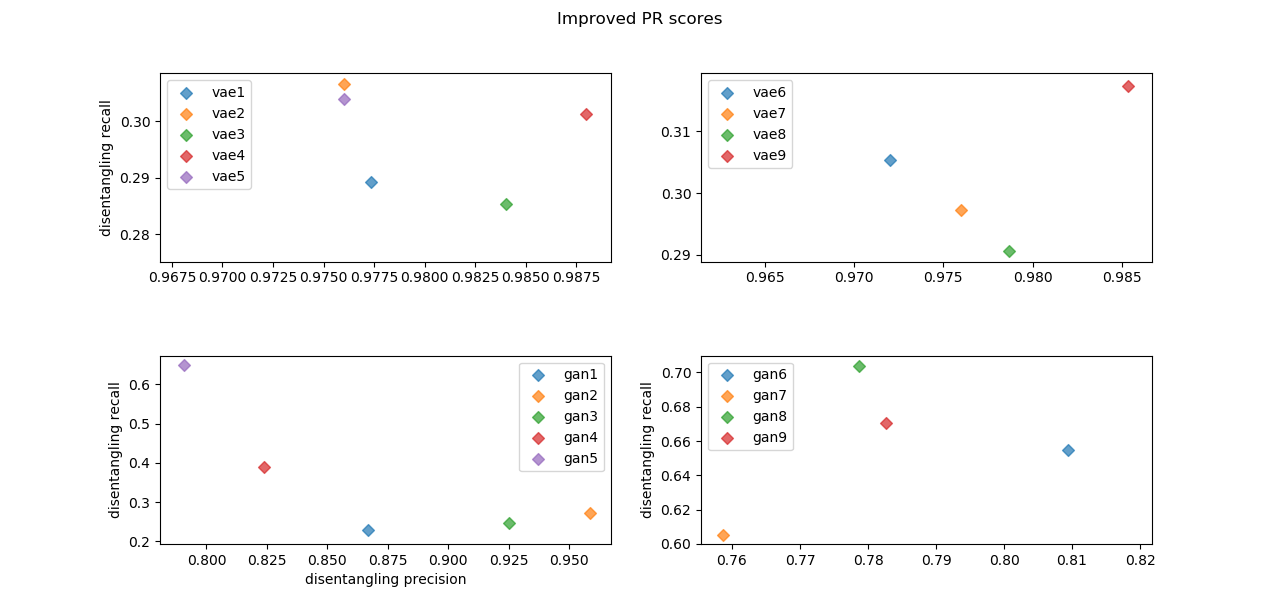 Improved PR scores
vae1
vae2
vae3
vae4
vae5
disentangling recall
0.30
0.29
0.28
0.9675 0.9700 0.9725 0.9750 0.9775 0.9800 0.9825 0.9850 0.9875
vae6
vae7
vae8
vae9
0.31
0.30
0.29
0.965 0.970 0.975 0.980 0.985
gan1
gan2
gan3
gan4
gan5
disentangling recall
0.6
0.5
0.4
0.3
0.2
0.800 0.825 0.850 0.875 0.900 0.925 0.950
disentangling precision
gan6
gan7
gan8
gan9
disentangling recall
0.70
0.68
0.66
0.64
0.62
0.60
0.76 0.77 0.78 0.79 0.80 0.81 0.82